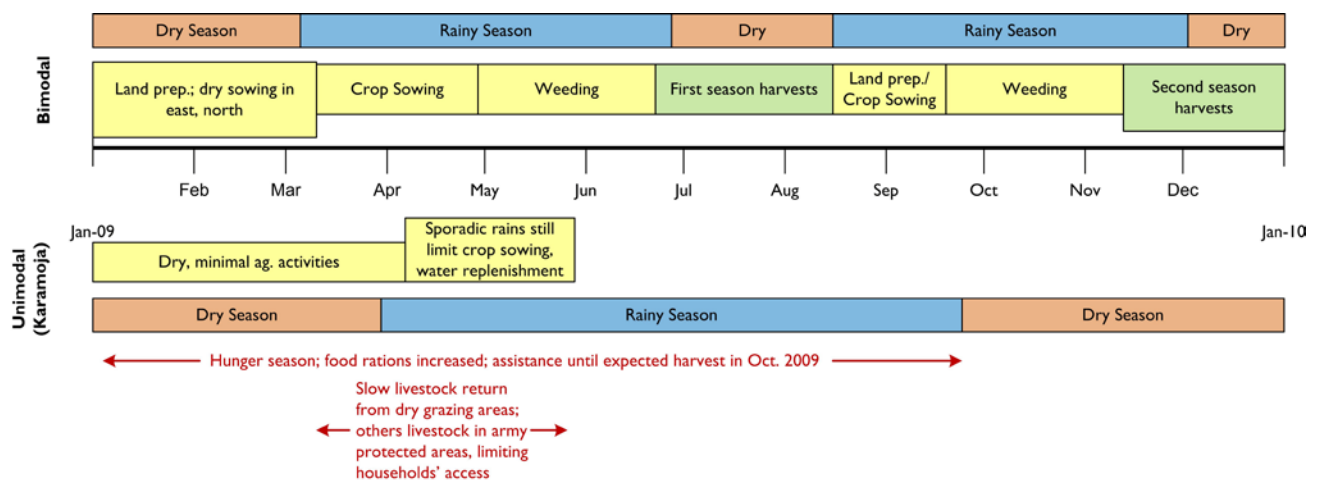 Dry Season
Rainy Season
Dry
Rainy Season
Dry
Bimodal
Land prep.; dry sowing in
east, north
Crop Sowing
Weeding
First season harvests
Land prep./
Crop Sowing
Weeding
Second season
harvests
Feb
Mar
Apr
May
Jun
Jul
Aug
Sep
Oct
Nov
Dec
Jan-09
Jan-10
Unimodal
(Karamoja)
Dry, minimal ag. activities
Sporadic rains still
limit crop sowing,
water replenishment
Dry Season
Rainy Season
Dry Season
Hunger season; food rations increased; assistance until expected harvest in Oct. 2009
Slow livestock return
from dry grazing areas;
others livestock in army
protected areas, limiting
households' access